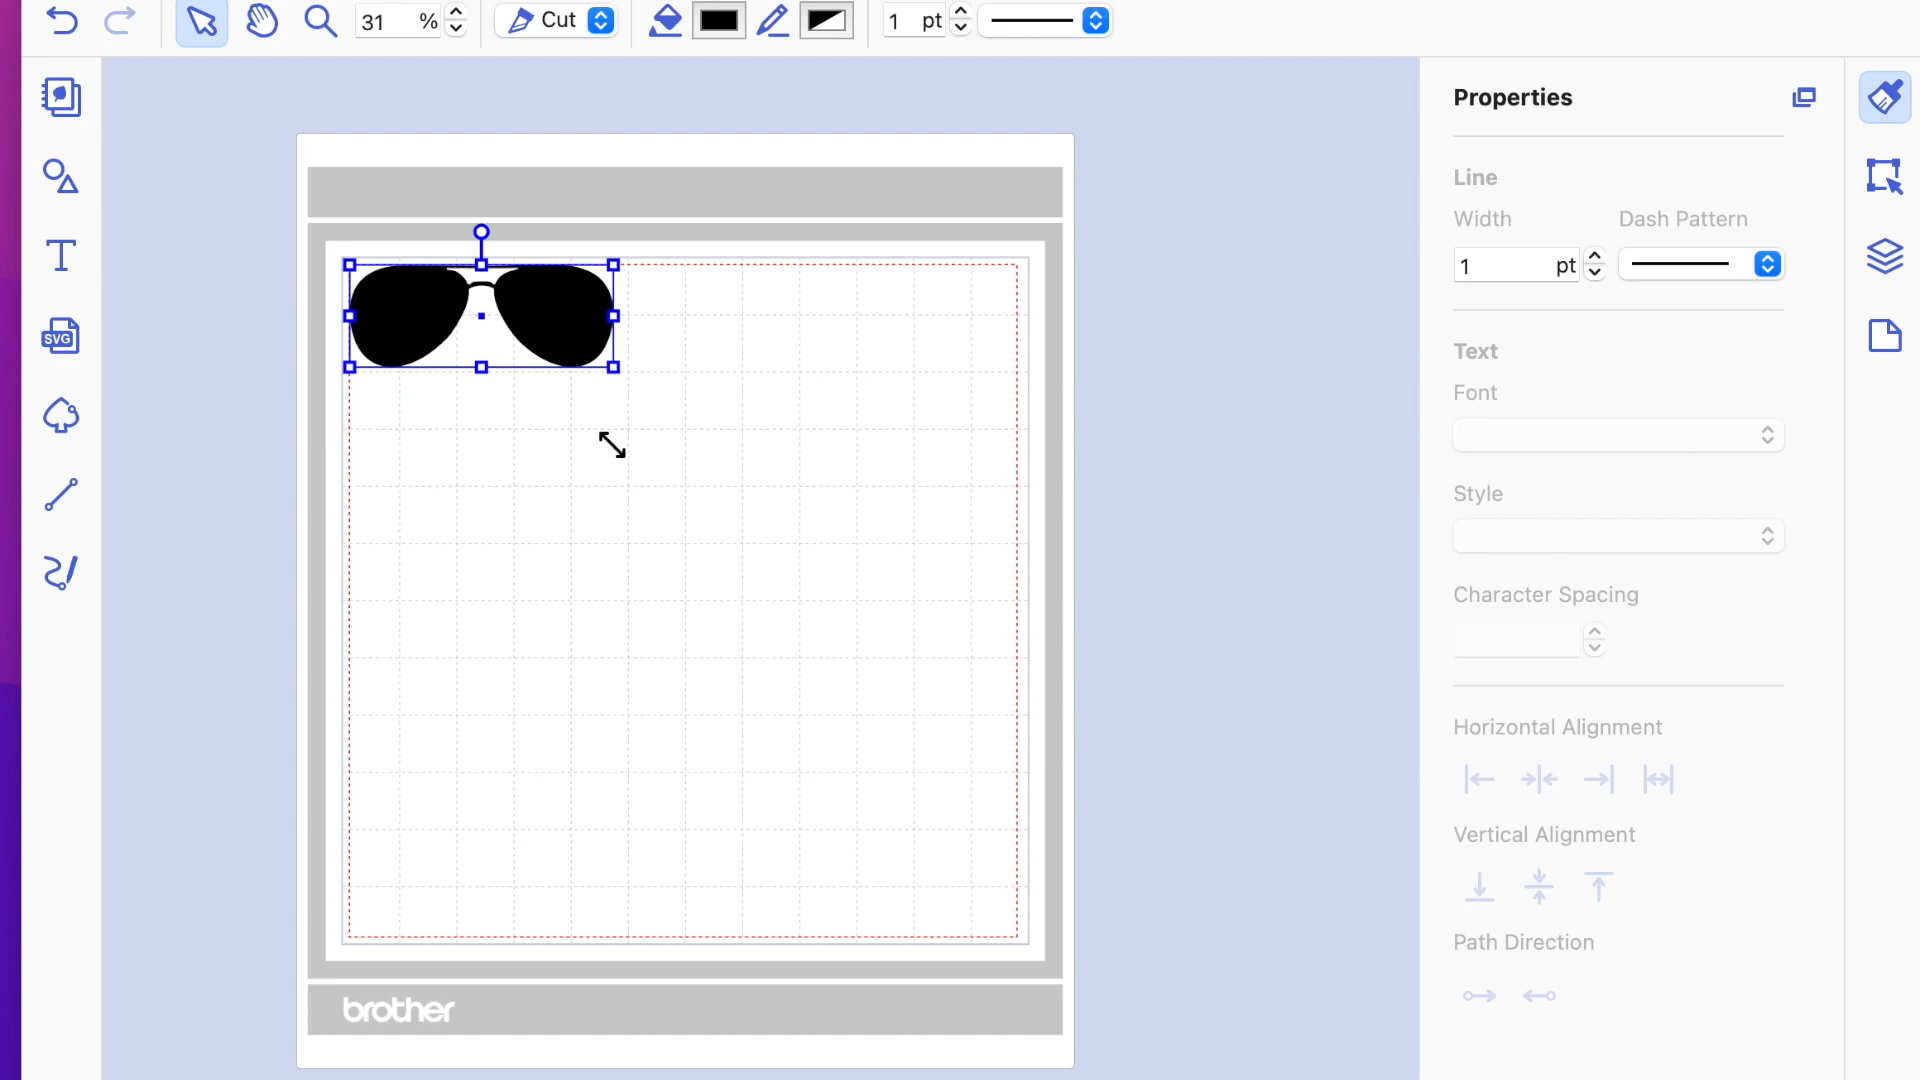 31 %
Cut
1 pt
Properties
Line
Width
Dash Pattern
1 pt
Text
Font
Style
Character Spacing
Horizontal Alignment
Vertical Alignment
Path Direction
SVG
brother